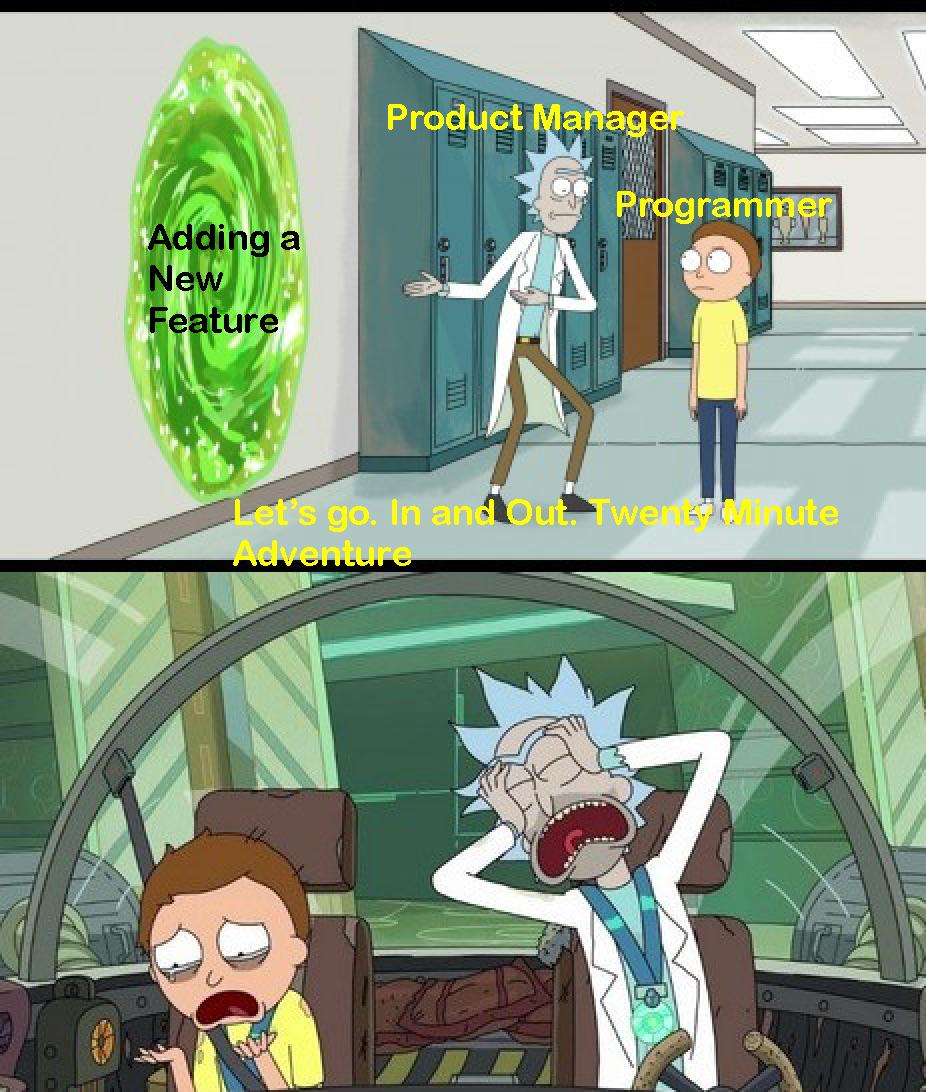 Product Manager
Programmer
Adding a
New
Feature
Let's go. In and Out. Twenty Minute
Adventure